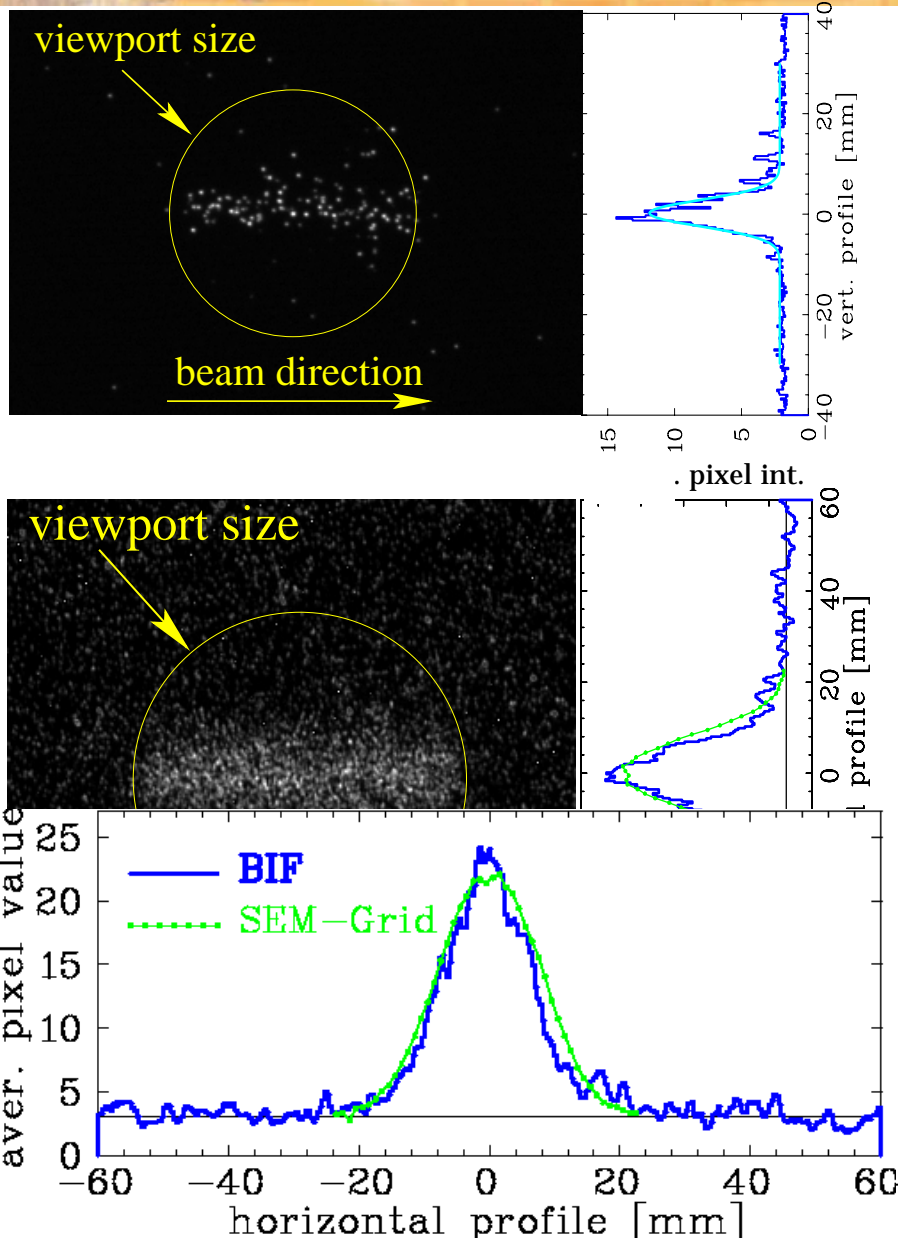 viewport size
beam direction
40
20
0
−20
−40
vert. profile [mm]
15
10
5
0
. pixel int.
viewport size
60
40
20
0
profile [mm]
25
20
15
10
5
0
aver. pixel value
BIF
SEM−Grid
−60
−40
−20
0
20
40
60
horizontal profile [mm]